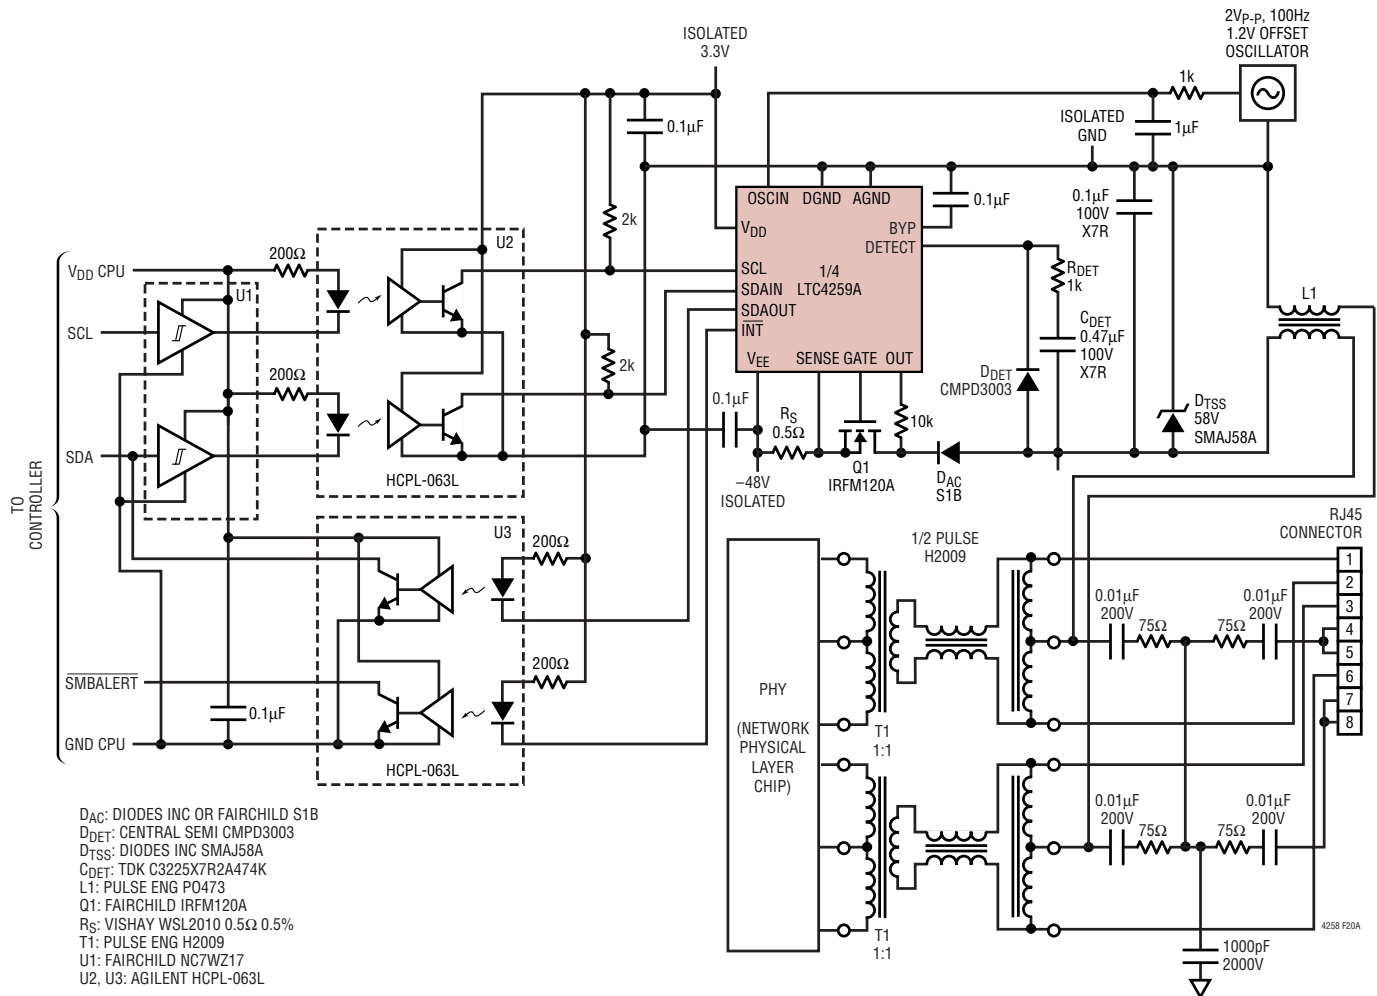 ISOLATED
3.3V
2VP-P, 100Hz
1.2V OFFSET
OSCILLATOR
1k
ISOLATED
GND
1µF
0.1µF
OSCIN DGND AGND
VDD
BYP
DETECT
SCL
1/4
LTC4259A
SDAIN
SDAOUT
INT
VEE
SENSE GATE OUT
0.1µF
0.1µF
100V
X7R
RDET
1k
CDET
0.47µF
100V
X7R
DDET
CMPD3003
L1
DTSS
58V
SMAJ58A
2k
2k
0.1µF
RS
0.5Ω
10k
Q1
IRFM120A
DAC
S1B
–48V
ISOLATED
TO
CONTROLLER
VDD CPU
200Ω
U2
U1
SCL
200Ω
SDA
HCPL-063L
U3
200Ω
200Ω
SMBALERT
0.1µF
GND CPU
HCPL-063L
1/2 PULSE
H2009
RJ45
CONNECTOR
1
2
3
4
5
6
7
8
0.01µF
200V
75Ω
75Ω
0.01µF
200V
PHY
(NETWORK
PHYSICAL
LAYER
CHIP)
T1
1:1
T1
1:1
0.01µF
200V
75Ω
75Ω
0.01µF
200V
1000pF
2000V
4258 F20A
DAC: DIODES INC OR FAIRCHILD S1B
DDET: CENTRAL SEMI CMPD3003
DTSS: DIODES INC SMAJ58A
CDET: TDK C3225X7R2A474K
L1: PULSE ENG PO473
Q1: FAIRCHILD IRFM120A
RS: VISHAY WSL2010 0.5Ω 0.5%
T1: PULSE ENG H2009
U1: FAIRCHILD NC7WZ17
U2, U3: AGILENT HCPL-063L